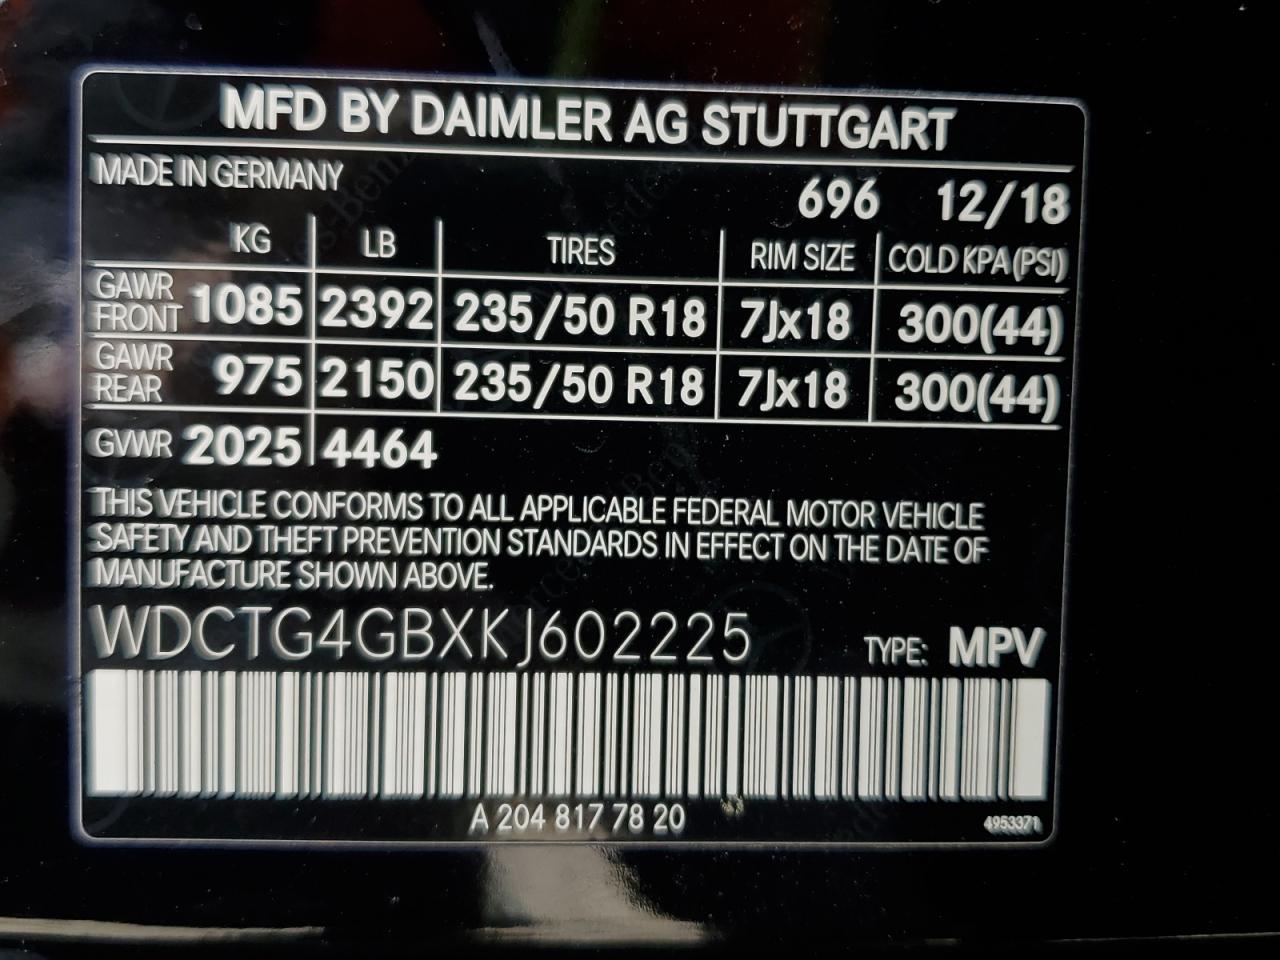 MFD BY DAIMLER AG STUTTGART
MADE IN GERMANY 696 12/18
KG LB TIRES RIM SIZE COLD KPA(PSI)
GAWR FRONT 1085 2392 235/50 R18 7Jx18 300(44)
GAWR REAR 975 2150 235/50 R18 7Jx18 300(44)
GVWR 2025 4464
THIS VEHICLE CONFORMS TO ALL APPLICABLE FEDERAL MOTOR VEHICLE
SAFETY AND THEFT PREVENTION STANDARDS IN EFFECT ON THE DATE OF
MANUFACTURE SHOWN ABOVE.
WDCTG4GBXKJ602225 TYPE: MPV
A 204 817 78 20 4953371